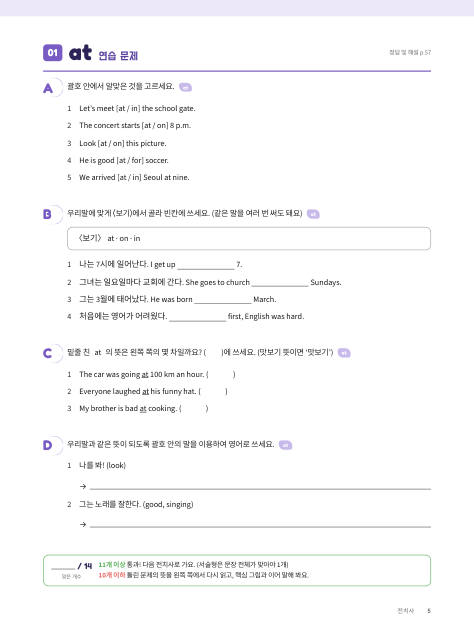 01 at 연습 문제
정답 및 해설 p.57
A 괄호 안에서 알맞은 것을 고르세요. at
1 Let's meet [at / in] the school gate.
2 The concert starts [at / on] 8 p.m.
3 Look [at / on] this picture.
4 He is good [at / for] soccer.
5 We arrived [at / in] Seoul at nine.
B 우리말에 맞게 〈보기〉에서 골라 빈칸에 쓰세요. (같은 말을 여러 번 써도 돼요) at
〈보기〉 at · on · in
1 나는 7시에 일어난다. I get up ______________ 7.
2 그녀는 일요일마다 교회에 간다. She goes to church ______________ Sundays.
3 그는 3월에 태어났다. He was born ______________ March.
4 처음에는 영어가 어려웠다. ______________ first, English was hard.
C 밑줄 친 at 의 뜻은 왼쪽 쪽의 몇 차일까요? ( )에 쓰세요. (맛보기 뜻이면 '맛보기') at
1 The car was going at 100 km an hour. ( )
2 Everyone laughed at his funny hat. ( )
3 My brother is bad at cooking. ( )
D 우리말과 같은 뜻이 되도록 괄호 안의 말을 이용하여 영어로 쓰세요. at
1 나를 봐! (look)
→
2 그는 노래를 잘한다. (good, singing)
→
______ / 14 11개 이상 통과! 다음 전치사로 가요. (서술형은 문장 전체가 맞아야 1개)
맞은 개수 10개 이하 틀린 문제의 뜻을 왼쪽 쪽에서 다시 읽고, 핵심 그림과 이어 말해 봐요.
전치사 5